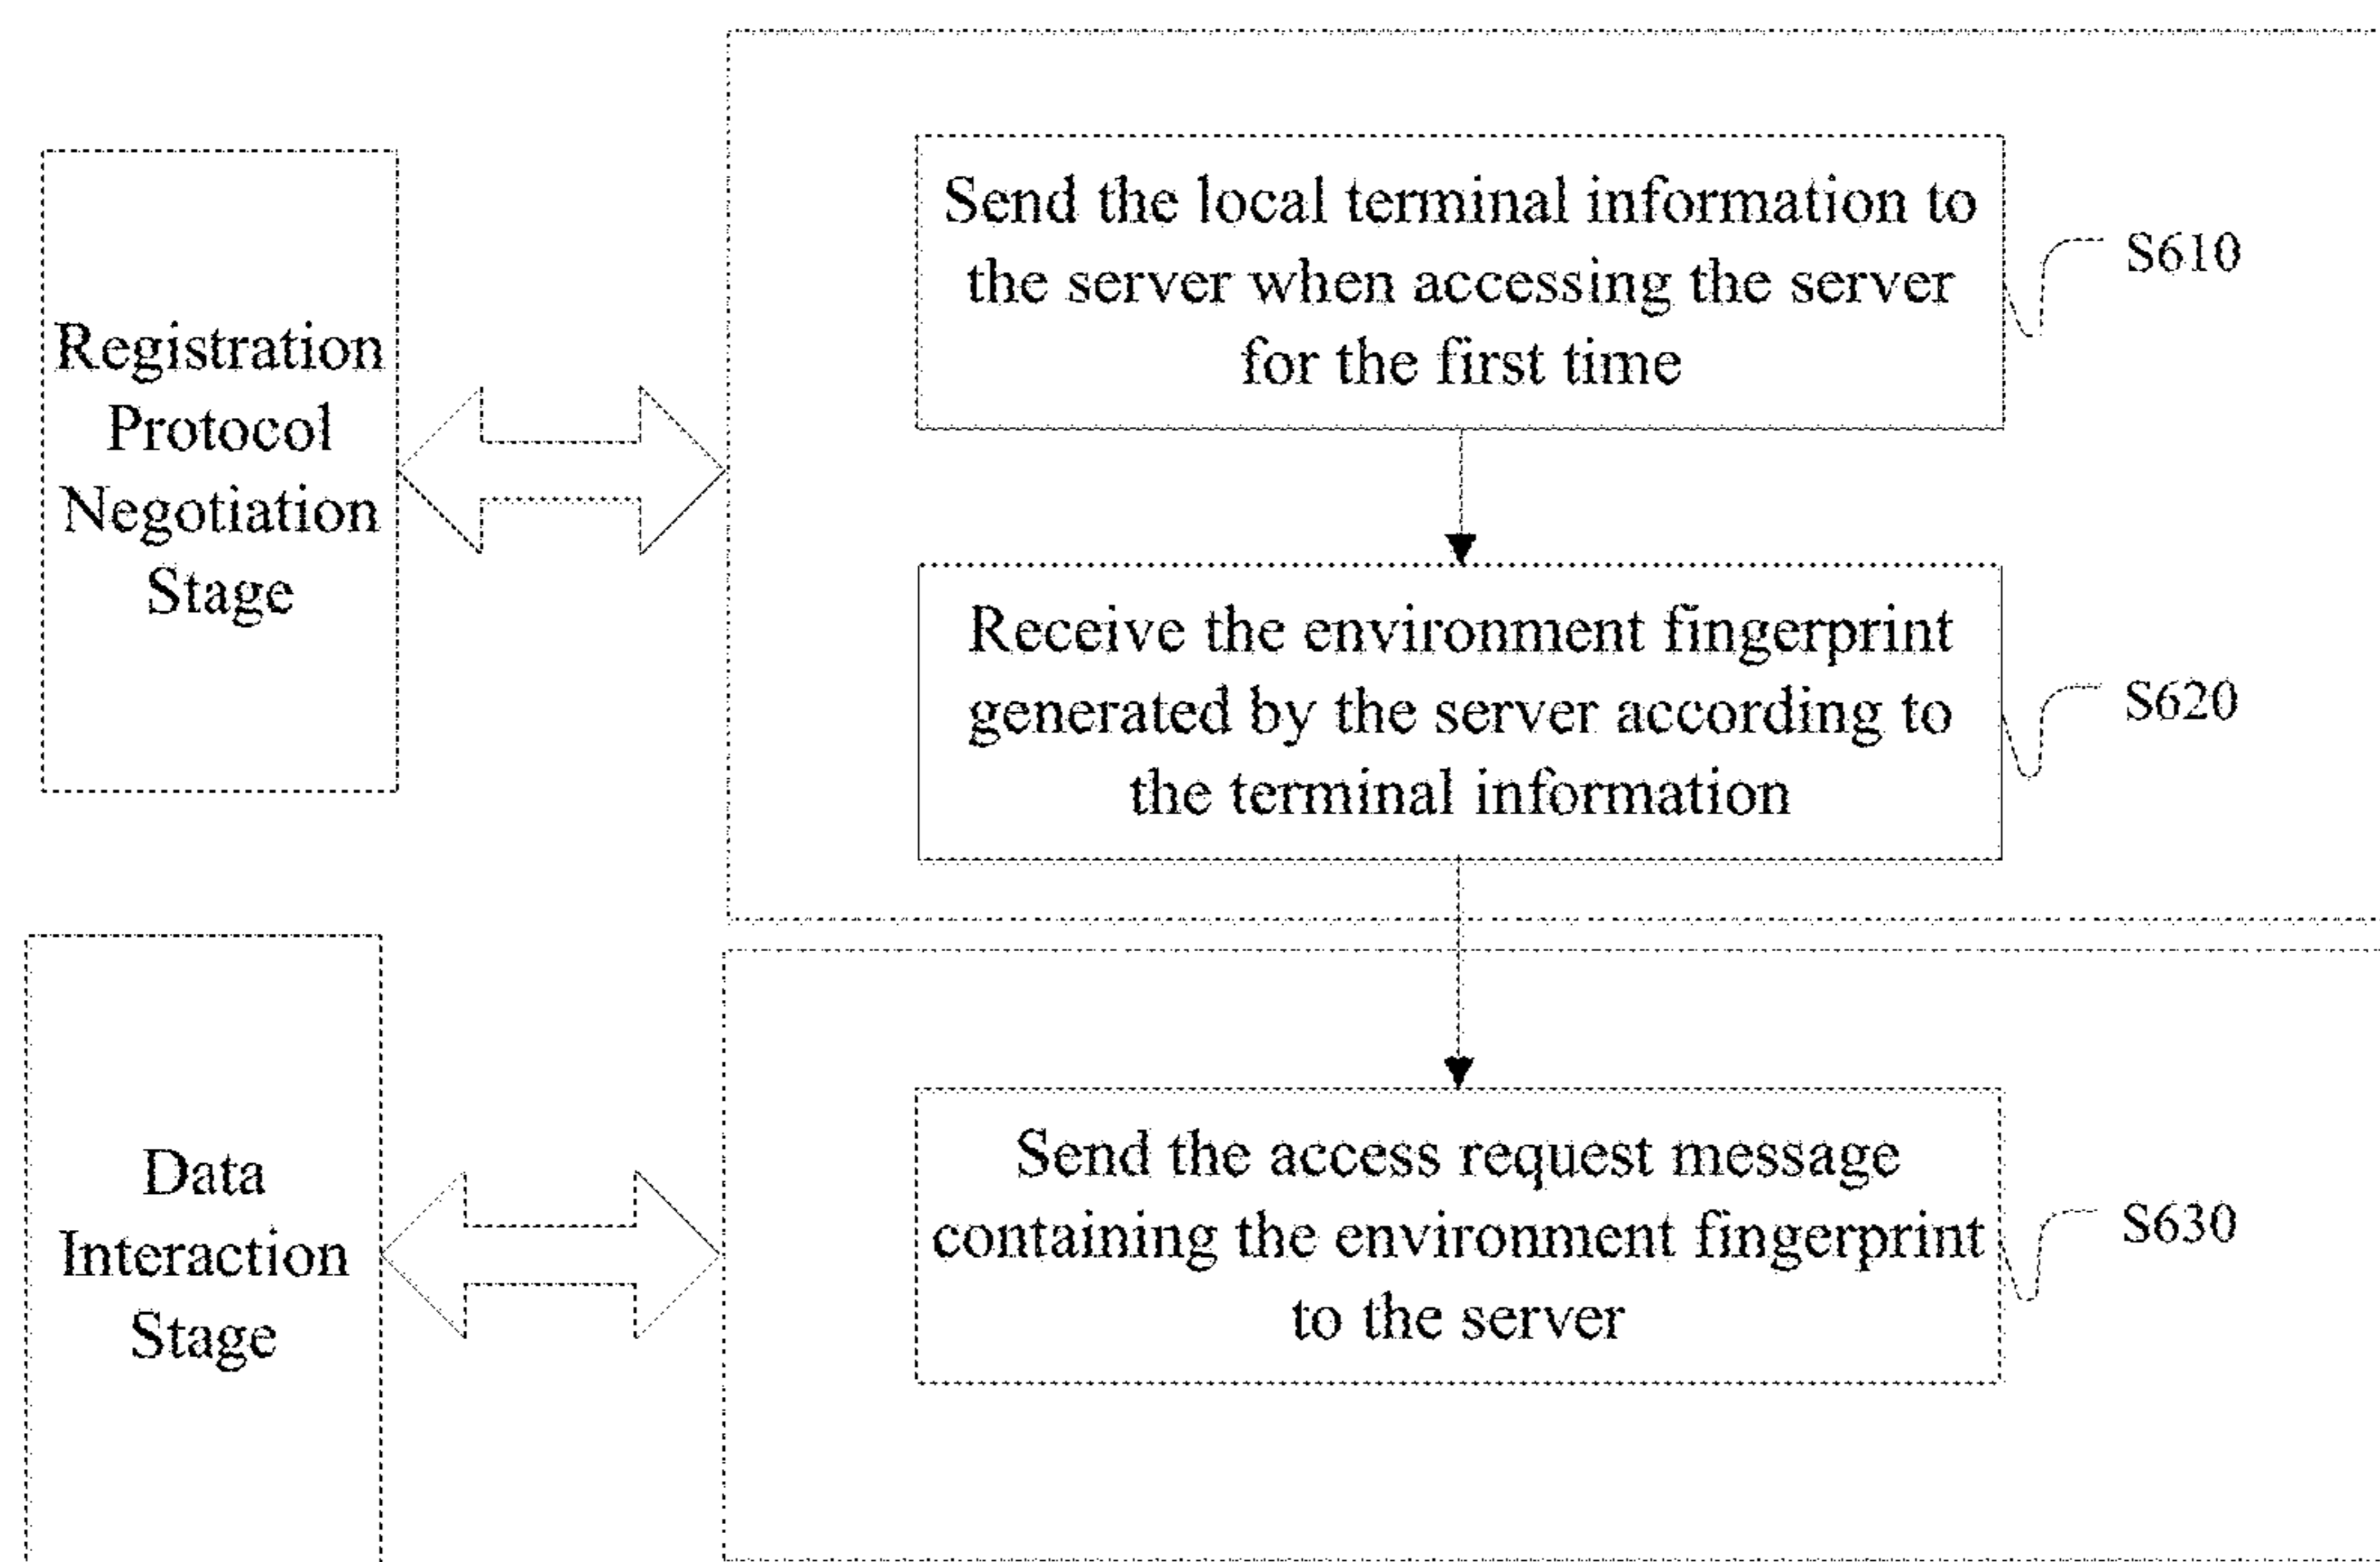 Registration
Protocol
Negotiation
Stage
Send the local terminal information to
the server when accessing the server
for the first time
S610
Receive the environment fingerprint
generated by the server according to
the terminal information
S620
Data
Interaction
Stage
Send the access request message
containing the environment fingerprint
to the server
S630